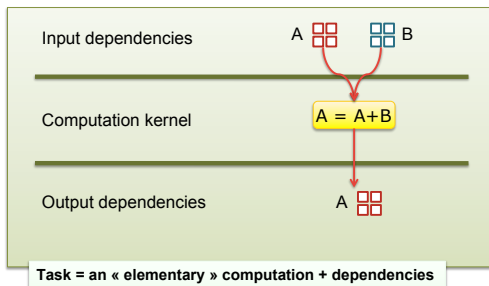 Input dependencies A B
Computation kernel A = A+B
Output dependencies A
Task = an « elementary » computation + dependencies